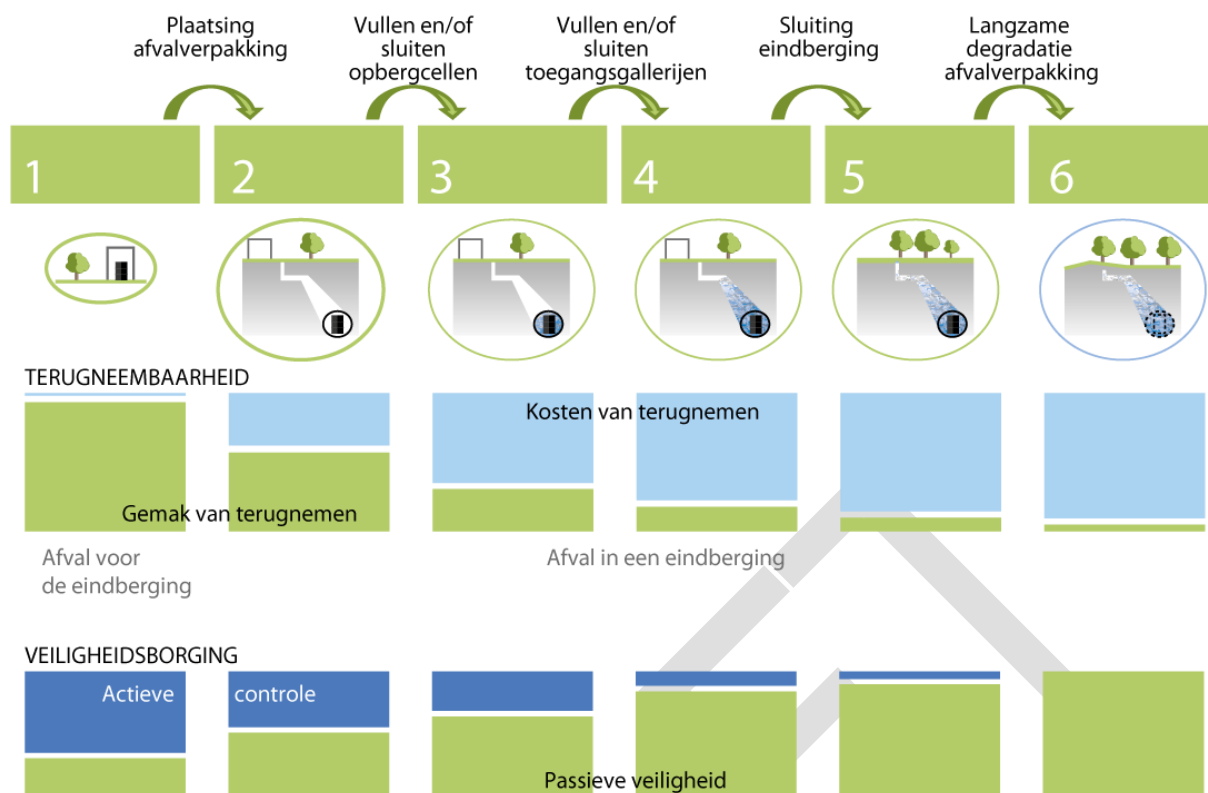 Plaatsing
afvalverpakking
Vullen en/of
sluiten
opbergcellen
Vullen en/of
sluiten
toegangsgallerijen
Sluiting
eindberging
Langzame
degradatie
afvalverpakking
1
2
3
4
5
6
TERUGNEEMBAARHEID
Kosten van terugnemen
Gemak van terugnemen
Afval voor
de eindberging
Afval in een eindberging
VEILIGHEIDSBORGING
Actieve controle
Passieve veiligheid